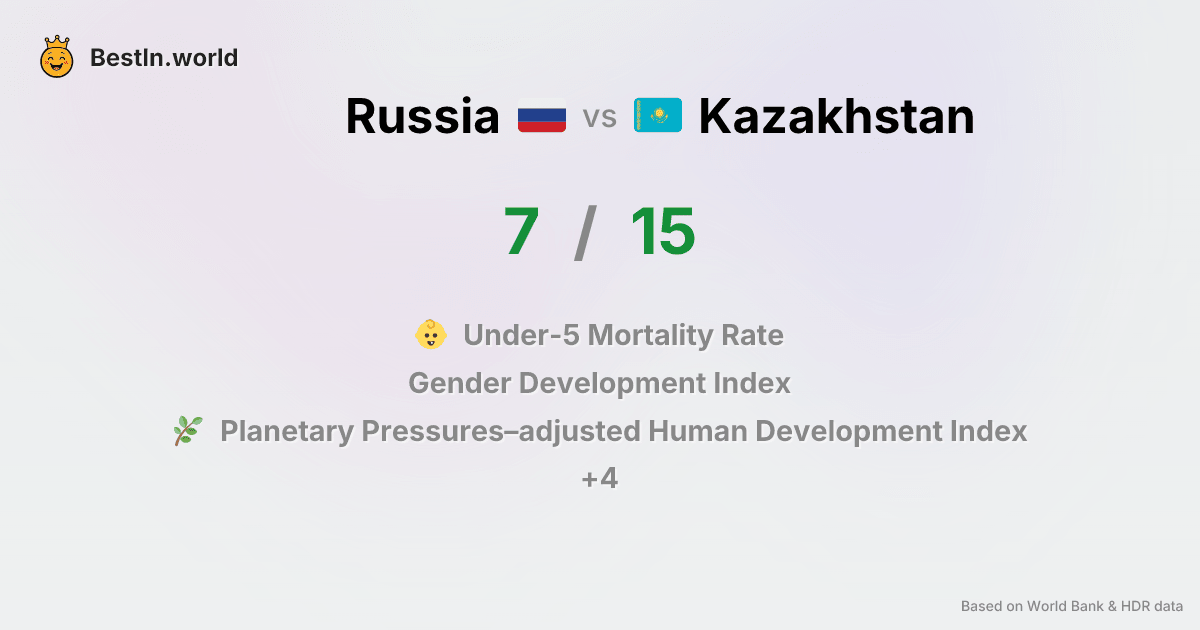 BestIn.world
Russia vs Kazakhstan
7 / 15
Under-5 Mortality Rate
Gender Development Index
Planetary Pressures–adjusted Human Development Index
+4
Based on World Bank & HDR data